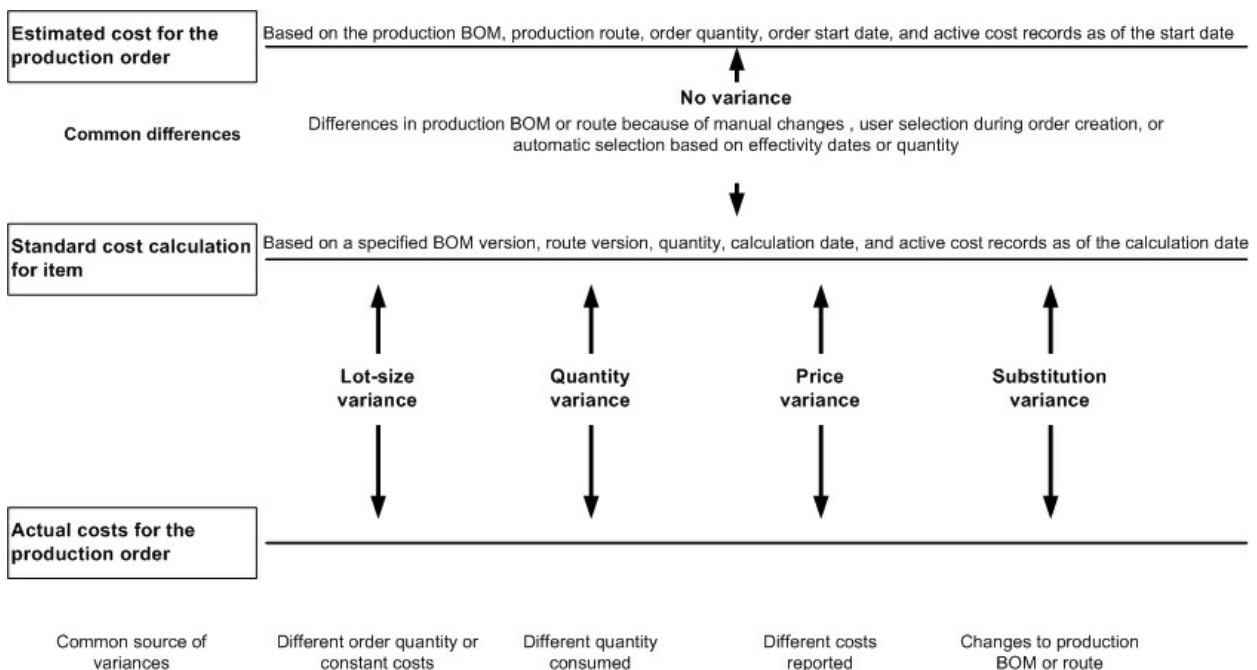 Estimated cost for the
production order
Based on the production BOM, production route, order quantity, order start date, and active cost records as of the start date
No variance
Common differences
Differences in production BOM or route because of manual changes , user selection during order creation, or
automatic selection based on effectivity dates or quantity
Standard cost calculation
for item
Based on a specified BOM version, route version, quantity, calculation date, and active cost records as of the calculation date
Lot-size
variance
Quantity
variance
Price
variance
Substitution
variance
Actual costs for the
production order
Common source of
variances
Different order quantity or
constant costs
Different quantity
consumed
Different costs
reported
Changes to production
BOM or route